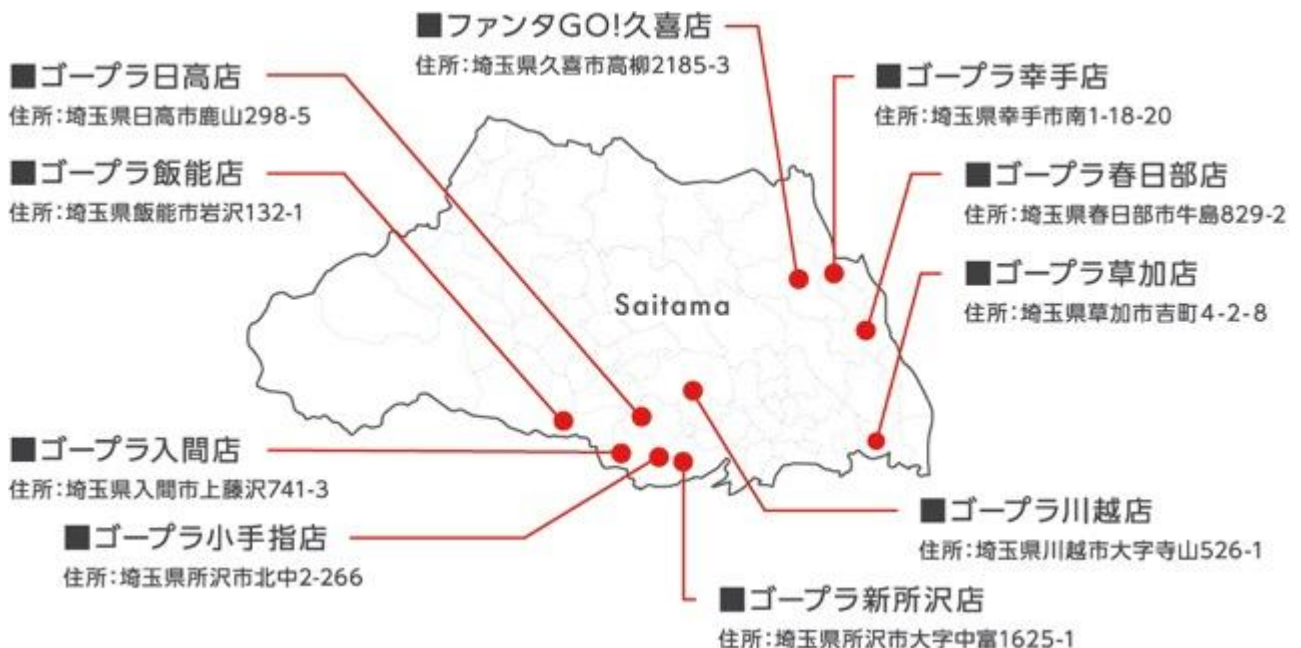 ■ファンタGO!久喜店
住所:埼玉県久喜市高柳2185-3
■ゴープラ日高店
住所:埼玉県日高市鹿山298-5
■ゴープラ幸手店
住所:埼玉県幸手市南1-18-20
■ゴープラ飯能店
住所:埼玉県飯能市岩沢132-1
■ゴープラ春日部店
住所:埼玉県春日部市牛島829-2
■ゴープラ草加店
住所:埼玉県草加市吉町4-2-8
Saitama
■ゴープラ入間店
住所:埼玉県入間市上藤沢741-3
■ゴープラ川越店
住所:埼玉県川越市大字寺山526-1
■ゴープラ小手指店
住所:埼玉県所沢市北中2-266
■ゴープラ新所沢店
住所:埼玉県所沢市大字中富1625-1